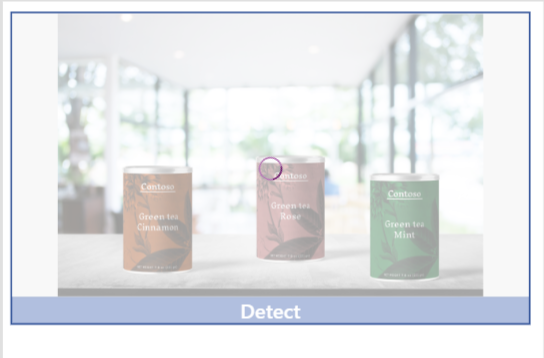 Contoso
Green tea
Cinnamon
Contoso
Green tea
Rose
Contoso
Green tea
Mint
Detect